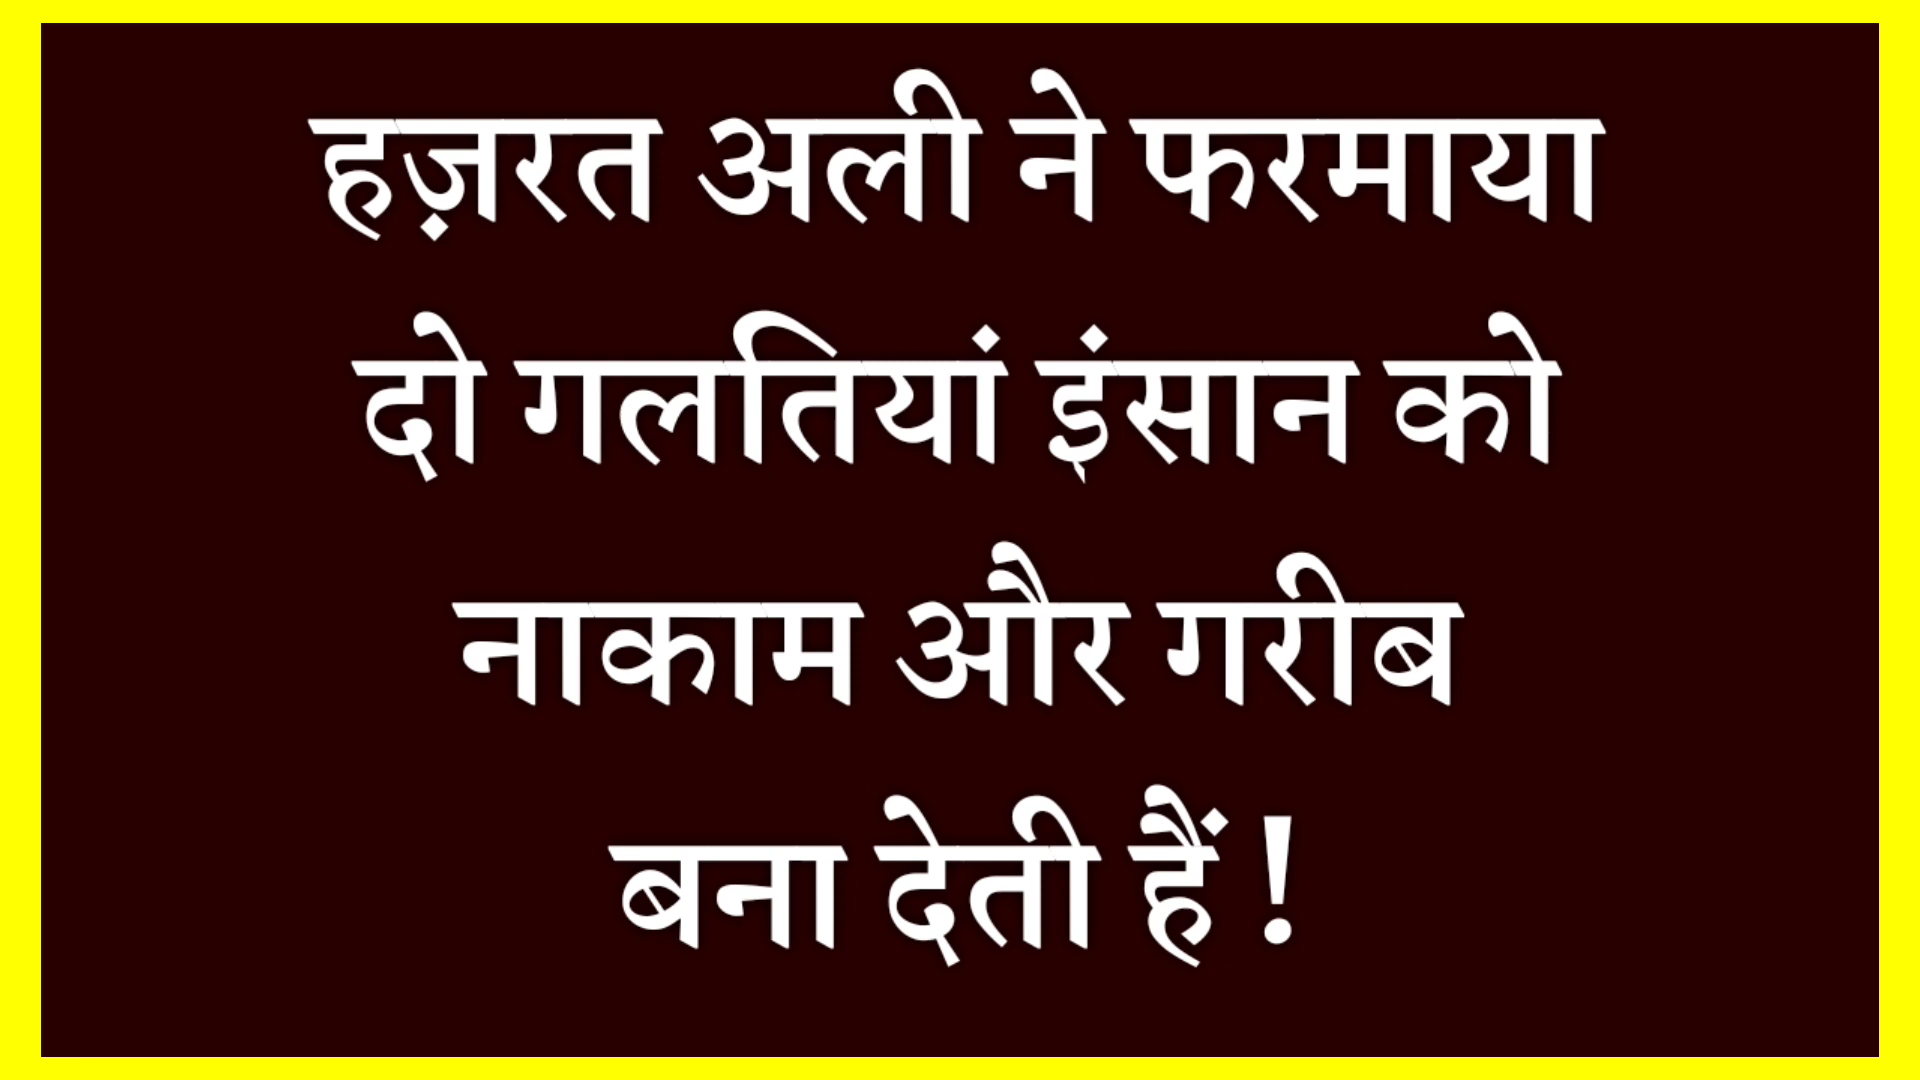 हज़रत अली ने फरमाया
दो गलतियां इंसान को
नाकाम और गरीब
बना देती हैं !